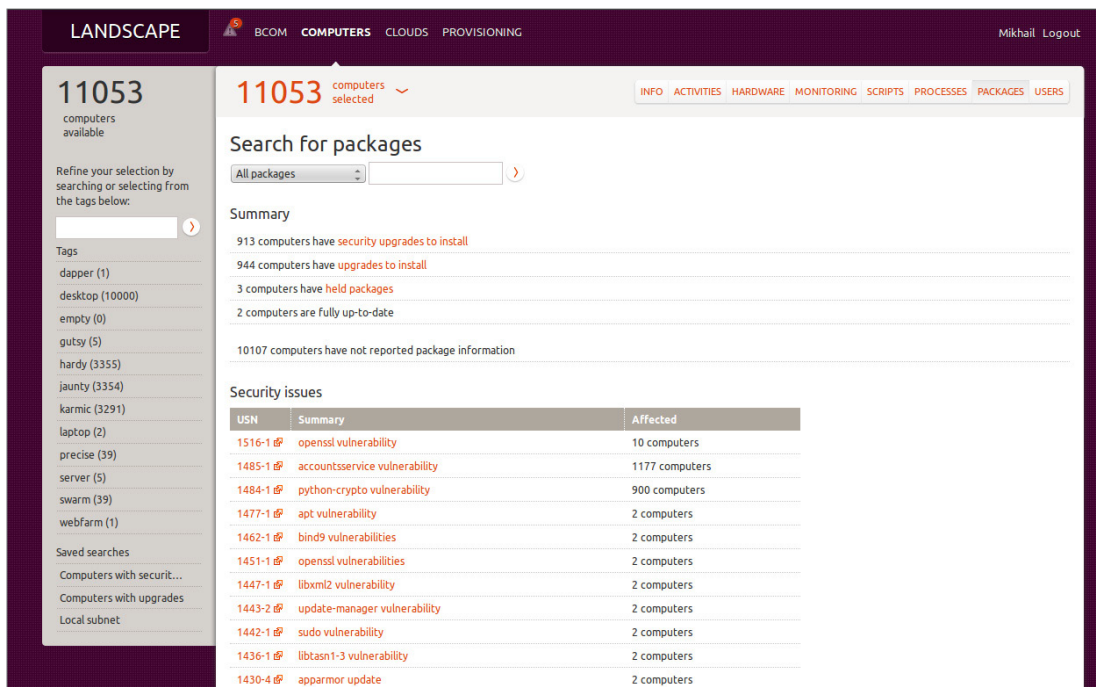 LANDSCAPE
5
BCOM COMPUTERS CLOUDS PROVISIONING
Mikhail Logout
11053
computers
available
Refine your selection by
searching or selecting from
the tags below:
Tags
dapper (1)
desktop (10000)
empty (0)
gutsy (5)
hardy (3355)
jaunty (3354)
karmic (3291)
laptop (2)
precise (39)
server (5)
swarm (39)
webfarm (1)
Saved searches
Computers with securit...
Computers with upgrades
Local subnet
11053 computers
selected
INFO ACTIVITIES HARDWARE MONITORING SCRIPTS PROCESSES PACKAGES USERS
Search for packages
All packages
Summary
913 computers have security upgrades to install
944 computers have upgrades to install
3 computers have held packages
2 computers are fully up-to-date
10107 computers have not reported package information
Security issues
USN Summary Affected
1516-1 openssl vulnerability 10 computers
1485-1 accountsservice vulnerability 1177 computers
1484-1 python-crypto vulnerability 900 computers
1477-1 apt vulnerability 2 computers
1462-1 bind9 vulnerabilities 2 computers
1451-1 openssl vulnerabilities 2 computers
1447-1 libxml2 vulnerability 2 computers
1443-2 update-manager vulnerability 2 computers
1442-1 sudo vulnerability 2 computers
1436-1 libtasn1-3 vulnerability 2 computers
1430-4 apparmor update 2 computers